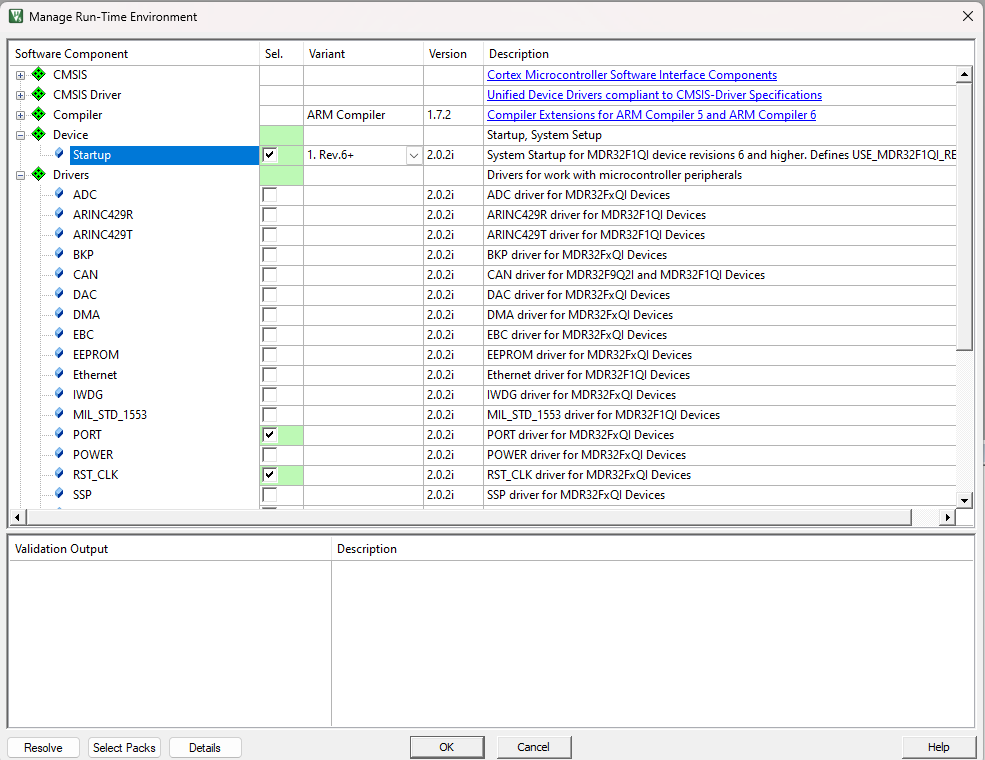 Manage Run-Time Environment
Software Component Sel. Variant Version Description
CMSIS Cortex Microcontroller Software Interface Components
CMSIS Driver Unified Device Drivers compliant to CMSIS-Driver Specifications
Compiler ARM Compiler 1.7.2 Compiler Extensions for ARM Compiler 5 and ARM Compiler 6
Device Startup, System Setup
Startup 1. Rev.6+ 2.0.2i System Startup for MDR32F1QI device revisions 6 and higher. Defines USE_MDR32F1QI_RE
Drivers Drivers for work with microcontroller peripherals
ADC 2.0.2i ADC driver for MDR32FxQI Devices
ARINC429R 2.0.2i ARINC429R driver for MDR32F1QI Devices
ARINC429T 2.0.2i ARINC429T driver for MDR32F1QI Devices
BKP 2.0.2i BKP driver for MDR32FxQI Devices
CAN 2.0.2i CAN driver for MDR32F9Q2I and MDR32F1QI Devices
DAC 2.0.2i DAC driver for MDR32FxQI Devices
DMA 2.0.2i DMA driver for MDR32FxQI Devices
EBC 2.0.2i EBC driver for MDR32FxQI Devices
EEPROM 2.0.2i EEPROM driver for MDR32FxQI Devices
Ethernet 2.0.2i Ethernet driver for MDR32F1QI Devices
IWDG 2.0.2i IWDG driver for MDR32FxQI Devices
MIL_STD_1553 2.0.2i MIL_STD_1553 driver for MDR32F1QI Devices
PORT 2.0.2i PORT driver for MDR32FxQI Devices
POWER 2.0.2i POWER driver for MDR32FxQI Devices
RST_CLK 2.0.2i RST_CLK driver for MDR32FxQI Devices
SSP 2.0.2i SSP driver for MDR32FxQI Devices
Validation Output Description
Resolve Select Packs Details OK Cancel Help